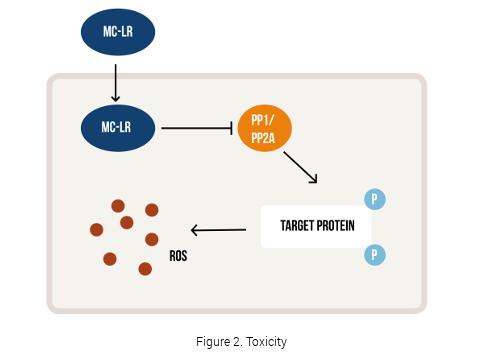 MC-LR
MC-LR
PP1/
PP2A
P
TARGET PROTEIN
P
ROS
Figure 2. Toxicity